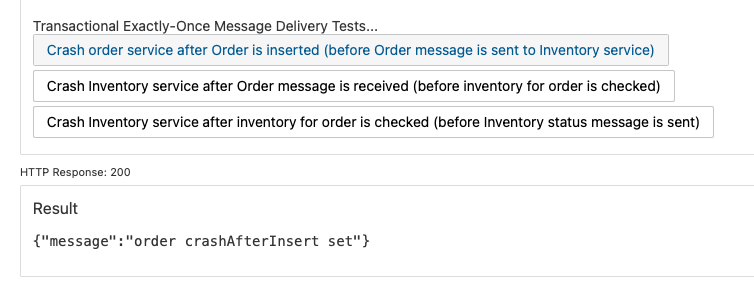 Transactional Exactly-Once Message Delivery Tests...
Crash order service after Order is inserted (before Order message is sent to Inventory service)
Crash Inventory service after Order message is received (before inventory for order is checked)
Crash Inventory service after inventory for order is checked (before Inventory status message is sent)
HTTP Response: 200
Result
{"message":"order crashAfterInsert set"}